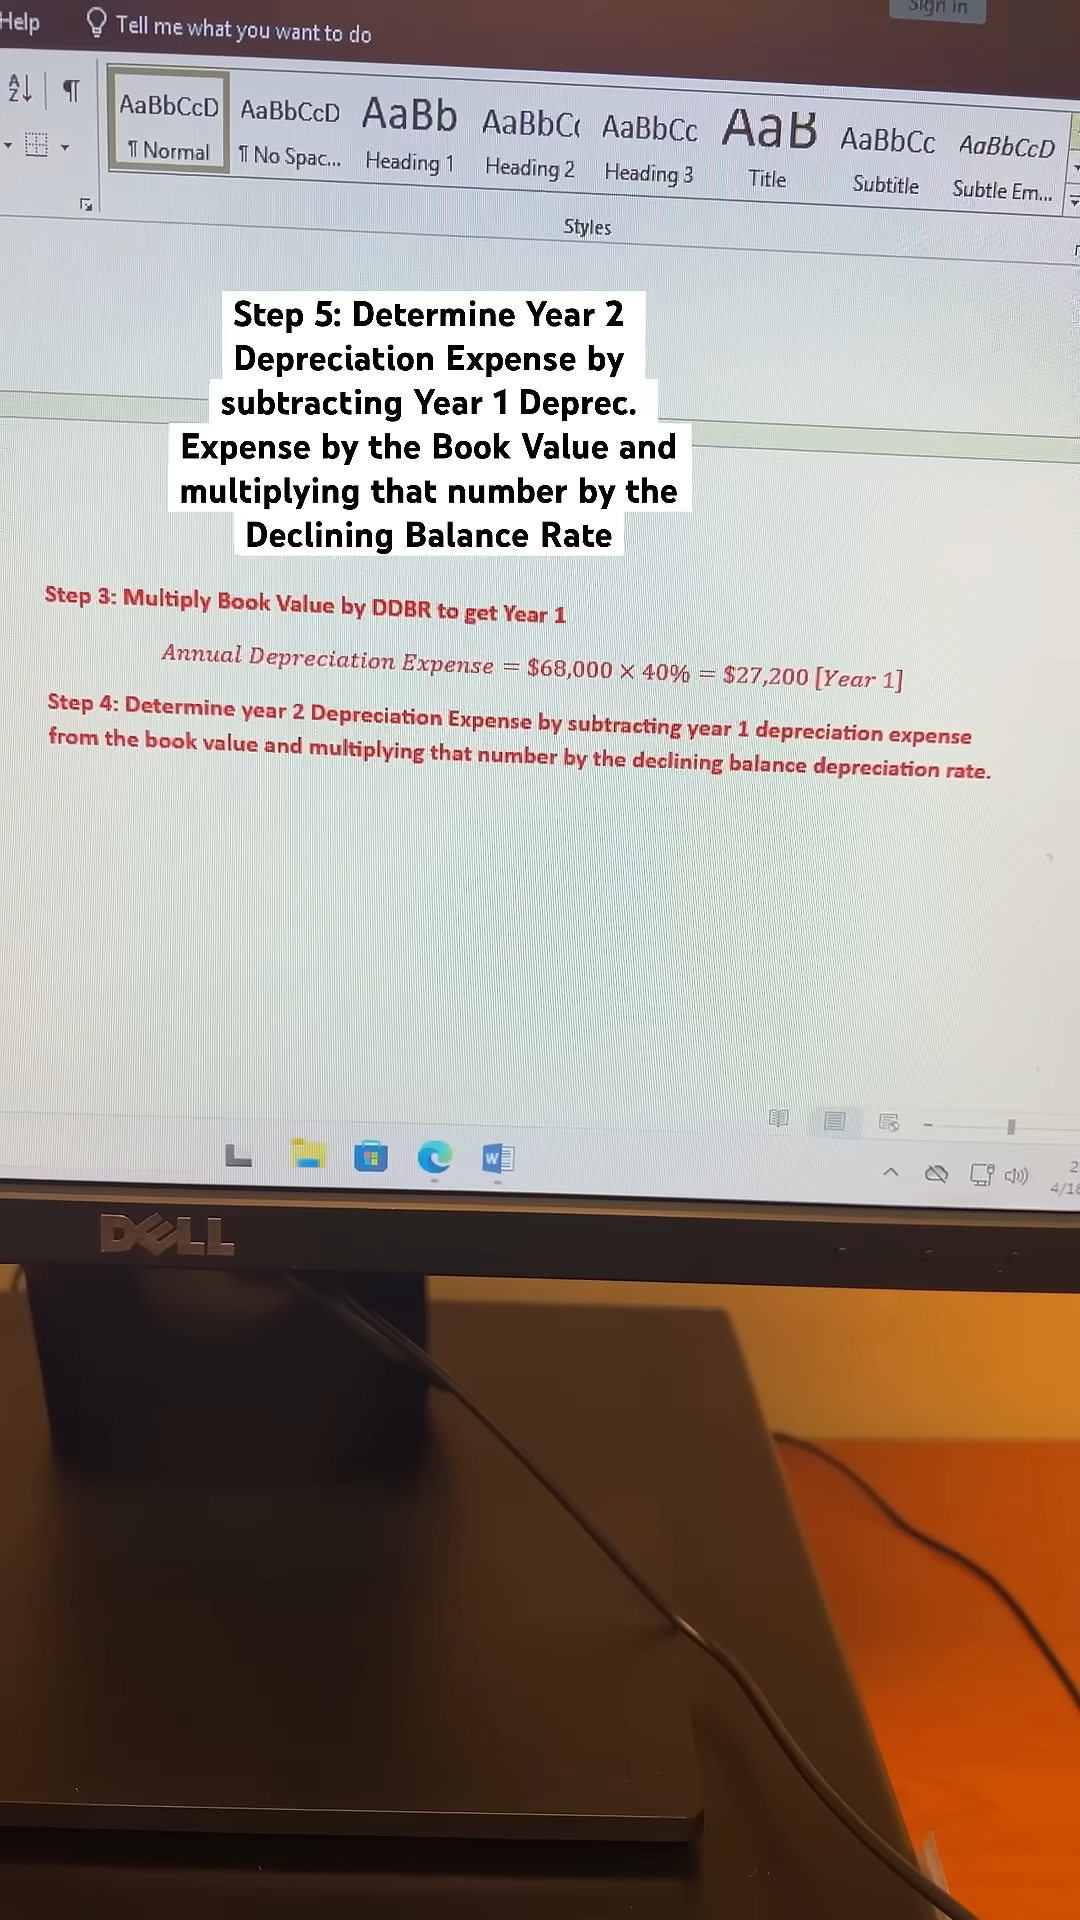 Help Tell me what you want to do Sign in
AaBbCcD AaBbCcD AaBb AaBbC AaBbCc AaB AaBbCc AaBbCcD
¶ Normal ¶ No Spac... Heading 1 Heading 2 Heading 3 Title Subtitle Subtle Em...
Styles
Step 5: Determine Year 2
Depreciation Expense by
subtracting Year 1 Deprec.
Expense by the Book Value and
multiplying that number by the
Declining Balance Rate
Step 3: Multiply Book Value by DDBR to get Year 1
Annual Depreciation Expense = $68,000 × 40% = $27,200 [Year 1]
Step 4: Determine year 2 Depreciation Expense by subtracting year 1 depreciation expense
from the book value and multiplying that number by the declining balance depreciation rate.
DELL